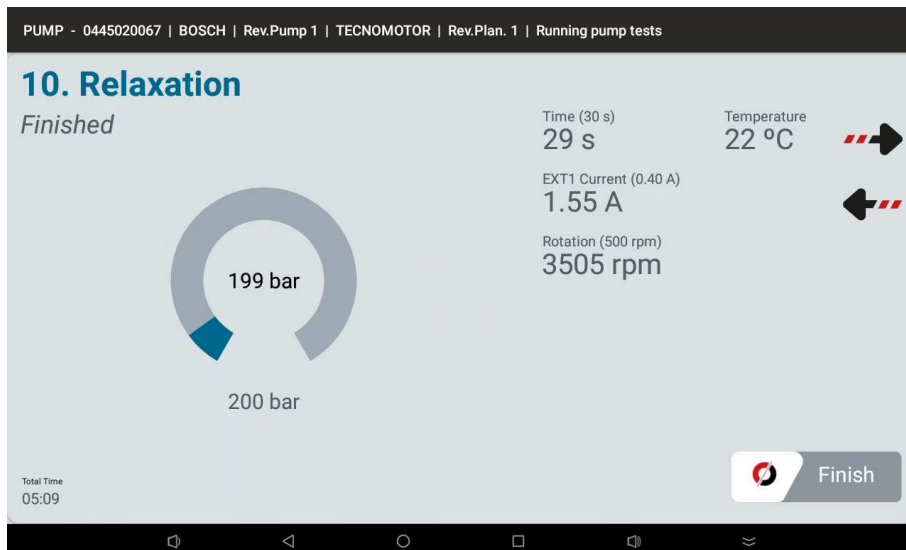 PUMP - 0445020067 | BOSCH | Rev.Pump 1 | TECNOMOTOR | Rev.Plan. 1 | Running pump tests
10. Relaxation
Finished
Time (30 s)
29 s
Temperature
22 ºC
EXT1 Current (0.40 A)
1.55 A
Rotation (500 rpm)
3505 rpm
199 bar
200 bar
Total Time
05:09
Finish